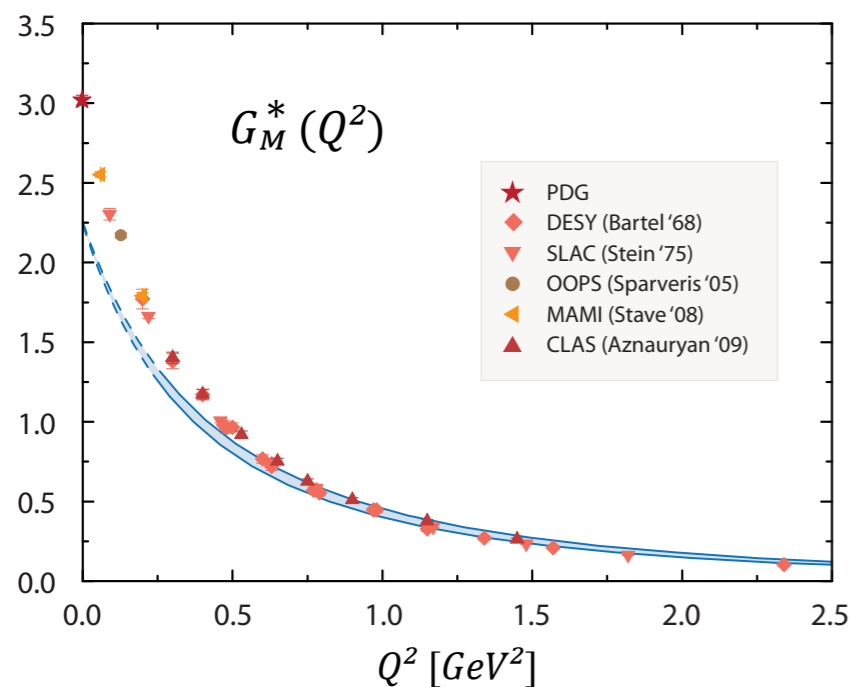 3.5
3.0
2.5
2.0
1.5
1.0
0.5
0.0
G*M(Q²)
PDG
DESY (Bartel ‘68)
SLAC (Stein ‘75)
OOPS (Sparveris ‘05)
MAMI (Stave ‘08)
CLAS (Aznauryan ‘09)
0.0 0.5 1.0 1.5 2.0 2.5
Q² [GeV²]